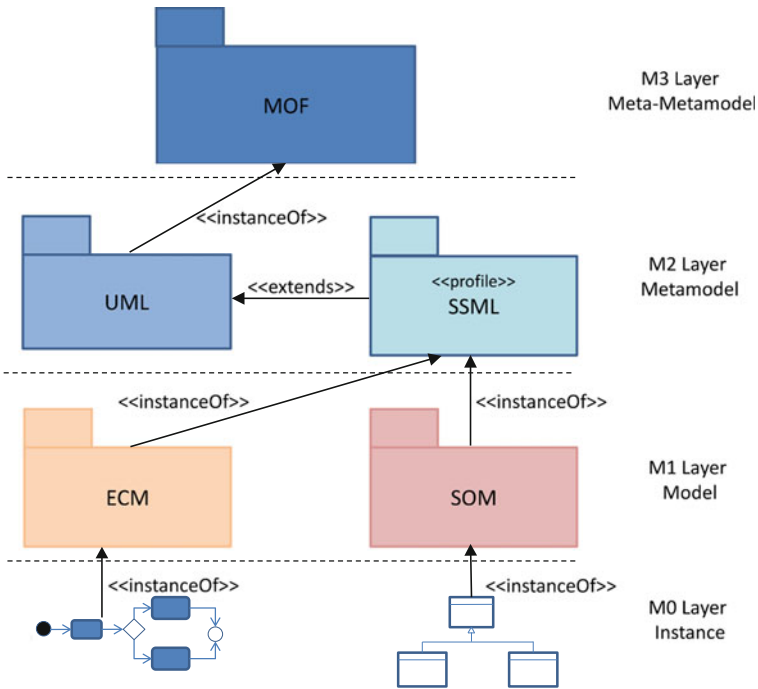 MOF
M3 Layer
Meta-Metamodel
<<instanceOf>>
UML
<<extends>>
<<profile>>
SSML
M2 Layer
Metamodel
<<instanceOf>>
<<instanceOf>>
ECM
SOM
M1 Layer
Model
<<instanceOf>>
<<instanceOf>>
M0 Layer
Instance